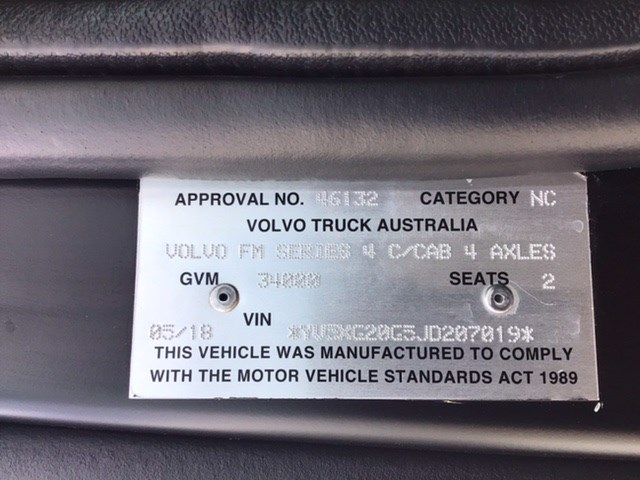 APPROVAL NO. 46132 CATEGORY NC
VOLVO TRUCK AUSTRALIA
VOLVO FM SERIES 4 C/CAB 4 AXLES
GVM 34000 SEATS 2
VIN
05/18 *YV5XG20C5JD207019*
THIS VEHICLE WAS MANUFACTURED TO COMPLY
WITH THE MOTOR VEHICLE STANDARDS ACT 1989